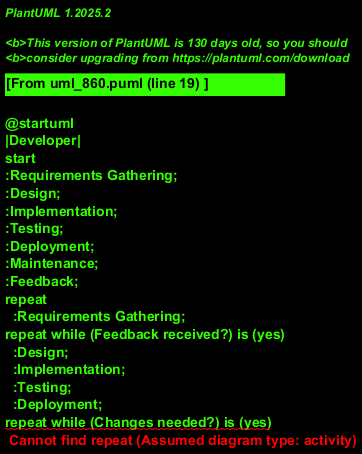 PlantUML 1.2025.2
<b>This version of PlantUML is 130 days old, so you should
<b>consider upgrading from https://plantuml.com/download
[From uml_860.puml (line 19) ]
@startuml
|Developer|
start
:Requirements Gathering;
:Design;
:Implementation;
:Testing;
:Deployment;
:Maintenance;
:Feedback;
repeat
:Requirements Gathering;
repeat while (Feedback received?) is (yes)
:Design;
:Implementation;
:Testing;
:Deployment;
repeat while (Changes needed?) is (yes)
Cannot find repeat (Assumed diagram type: activity)